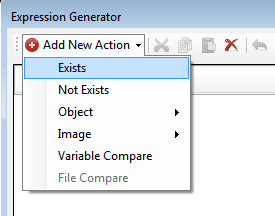 Expression Generator
Add New Action
Exists
Not Exists
Object
Image
Variable Compare
File Compare